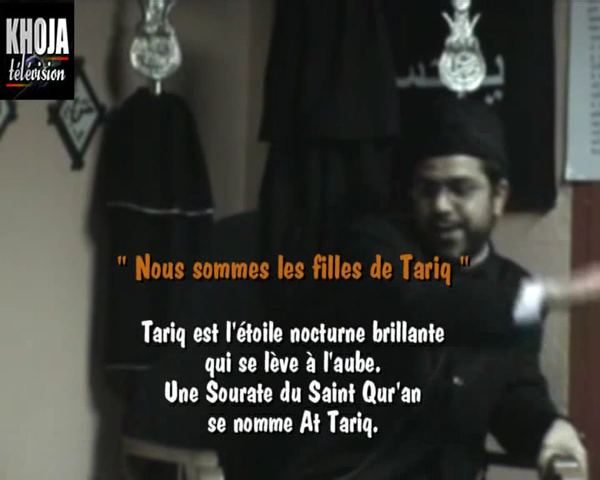 KHOJA
télévision
" Nous sommes les filles de Tariq "
Tariq est l'étoile nocturne brillante
qui se lève à l'aube.
Une Sourate du Saint Qur'an
se nomme At Tariq.